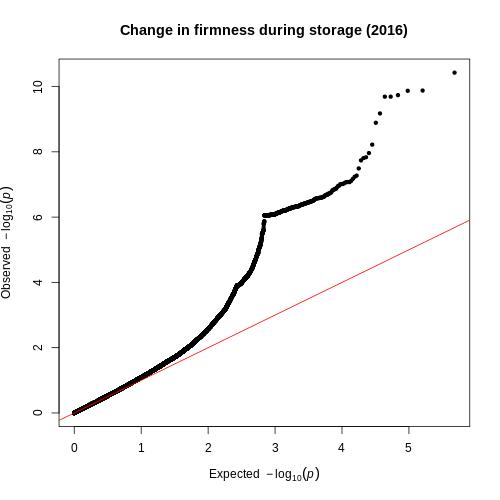 Change in firmness during storage (2016)
Observed −log10(p)
10
8
6
4
2
0
0 1 2 3 4 5
Expected −log10(p)